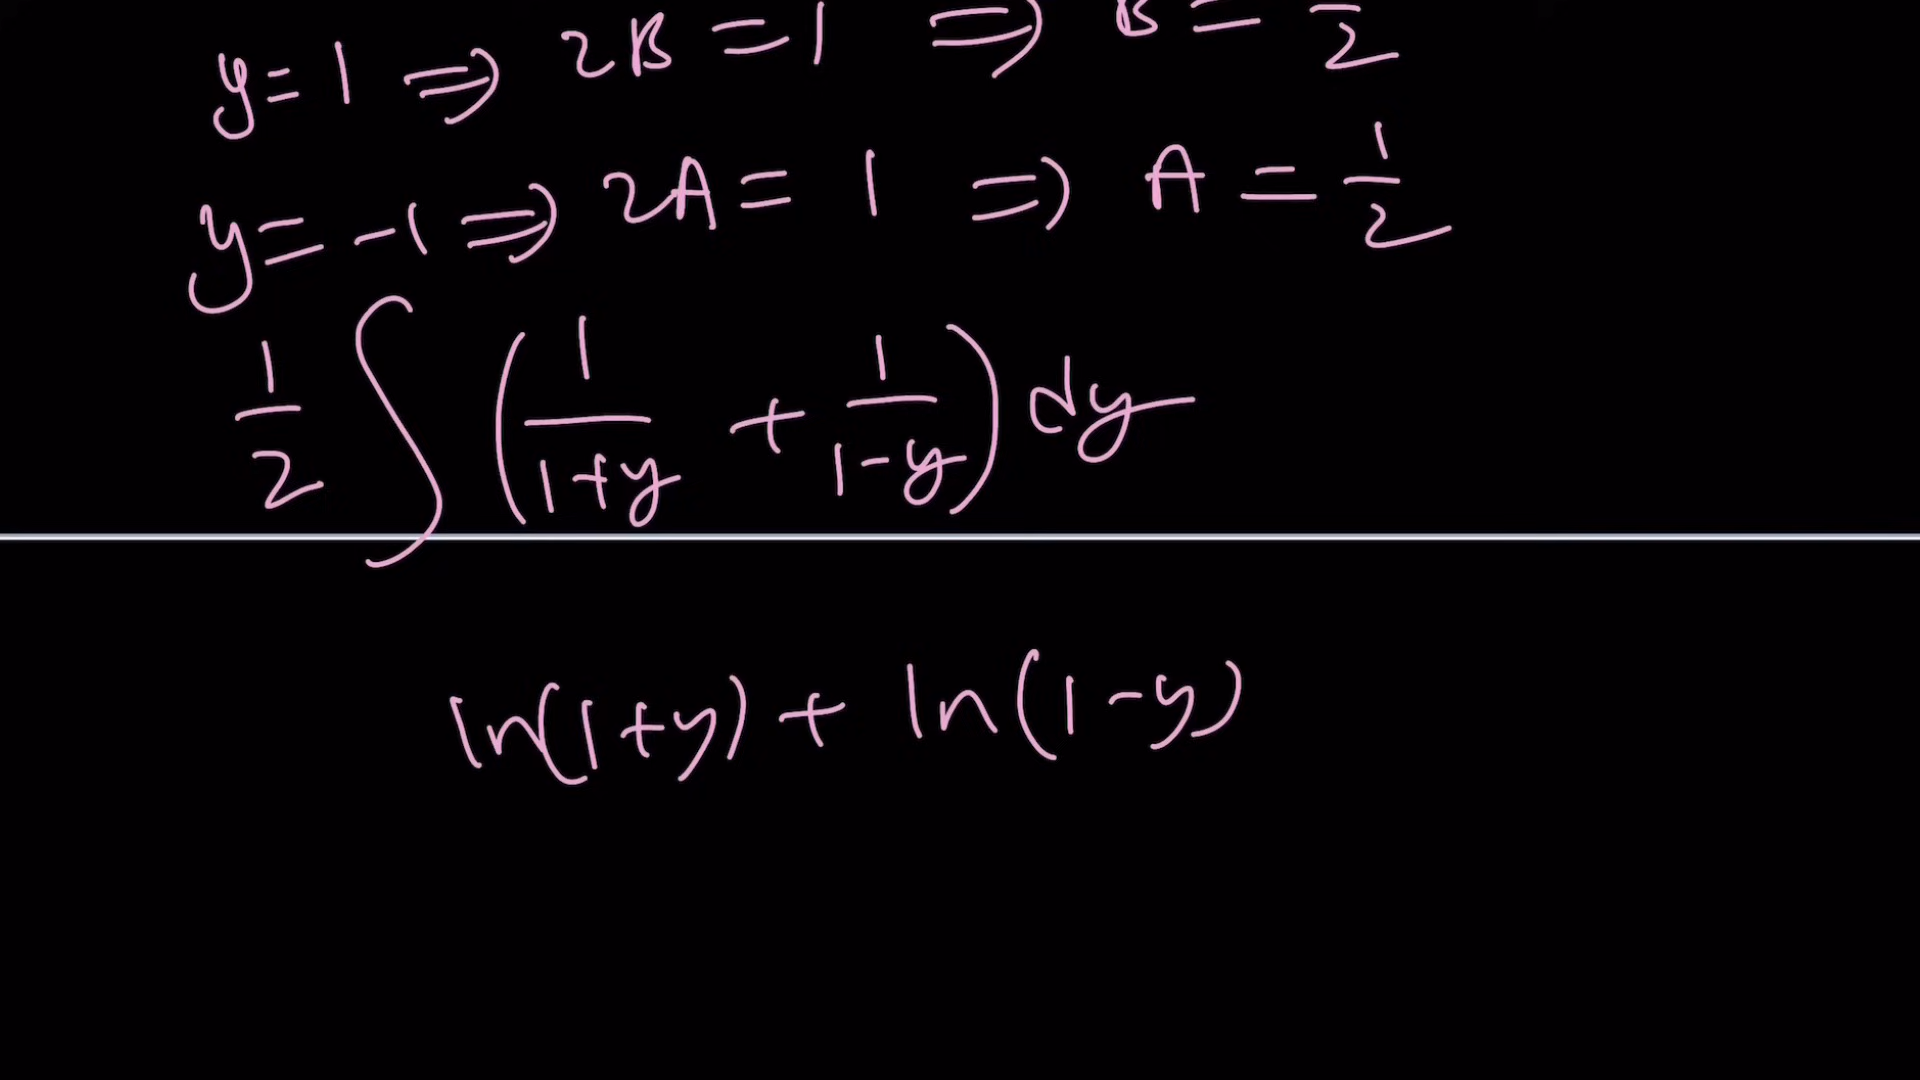 y = 1 ⇒ 2B = 1 ⇒ B = /2
y = -1 ⇒ 2A = 1 ⇒ A = 1/2
1/2 ∫ (1/(1+y) + 1/(1-y)) dy
ln(1+y) + ln(1-y)